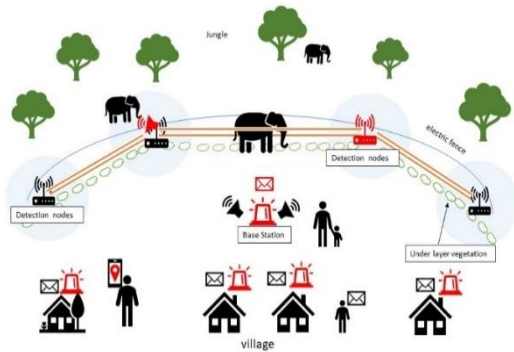 Jungle
electric fence
Detection nodes
Detection nodes
Base Station
Under layer vegetation
village